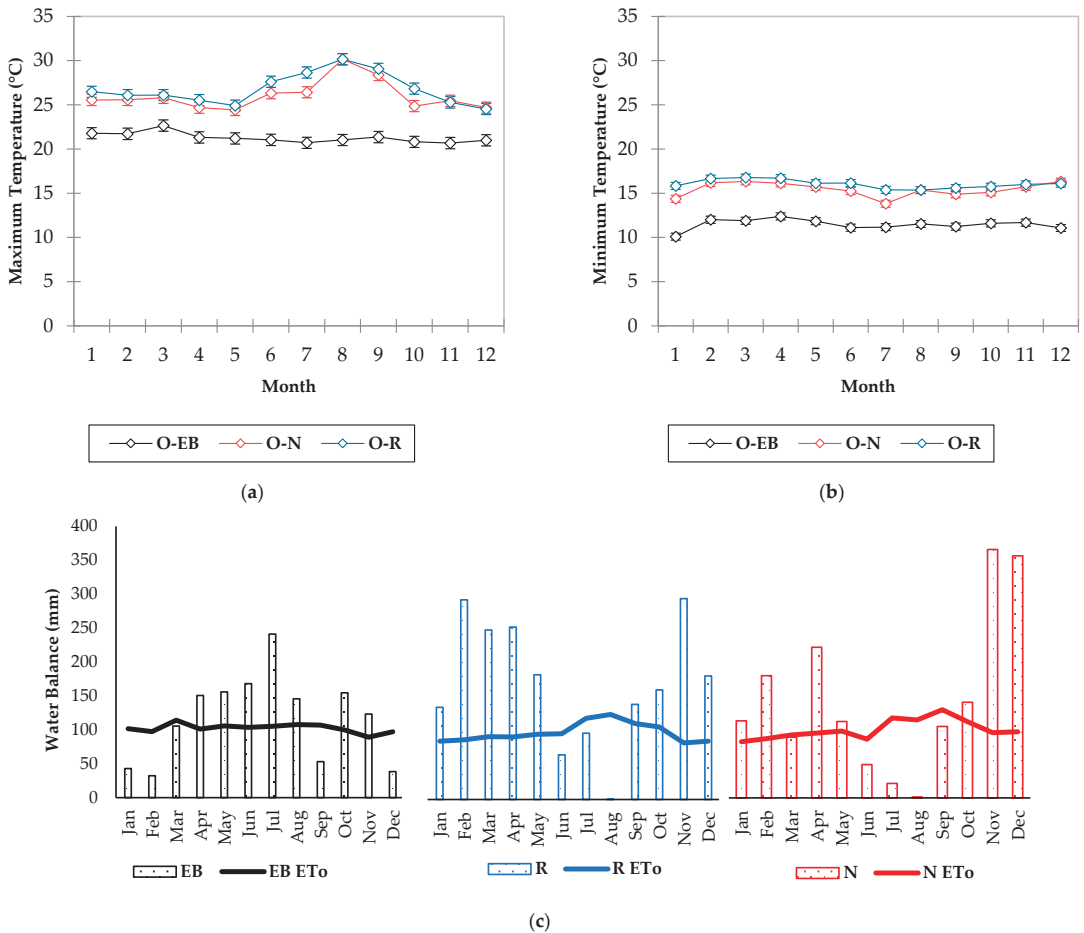 35
30
25
20
15
10
5
0
Maximum Temperature (°C)
1 2 3 4 5 6 7 8 9 10 11 12
Month
O-EB O-N O-R
(a)
35
30
25
20
15
10
5
0
Minimum Temperature (°C)
1 2 3 4 5 6 7 8 9 10 11 12
Month
O-EB O-N O-R
(b)
400
350
300
250
200
150
100
50
0
Water Balance (mm)
Jan Feb Mar Apr May Jun Jul Aug Sep Oct Nov Dec
EB EB ETo
Jan Feb Mar Apr May Jun Jul Aug Sep Oct Nov Dec
R R ETo
Jan Feb Mar Apr May Jun Jul Aug Sep Oct Nov Dec
N N ETo
(c)